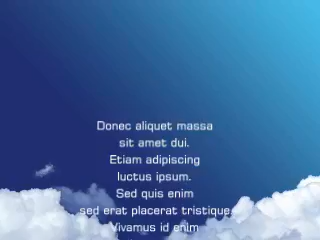 Donec aliquet massa
sit amet dui.
Etiam adipiscing
luctus ipsum.
Sed quis enim
sed erat placerat tristique.
Vivamus id enim